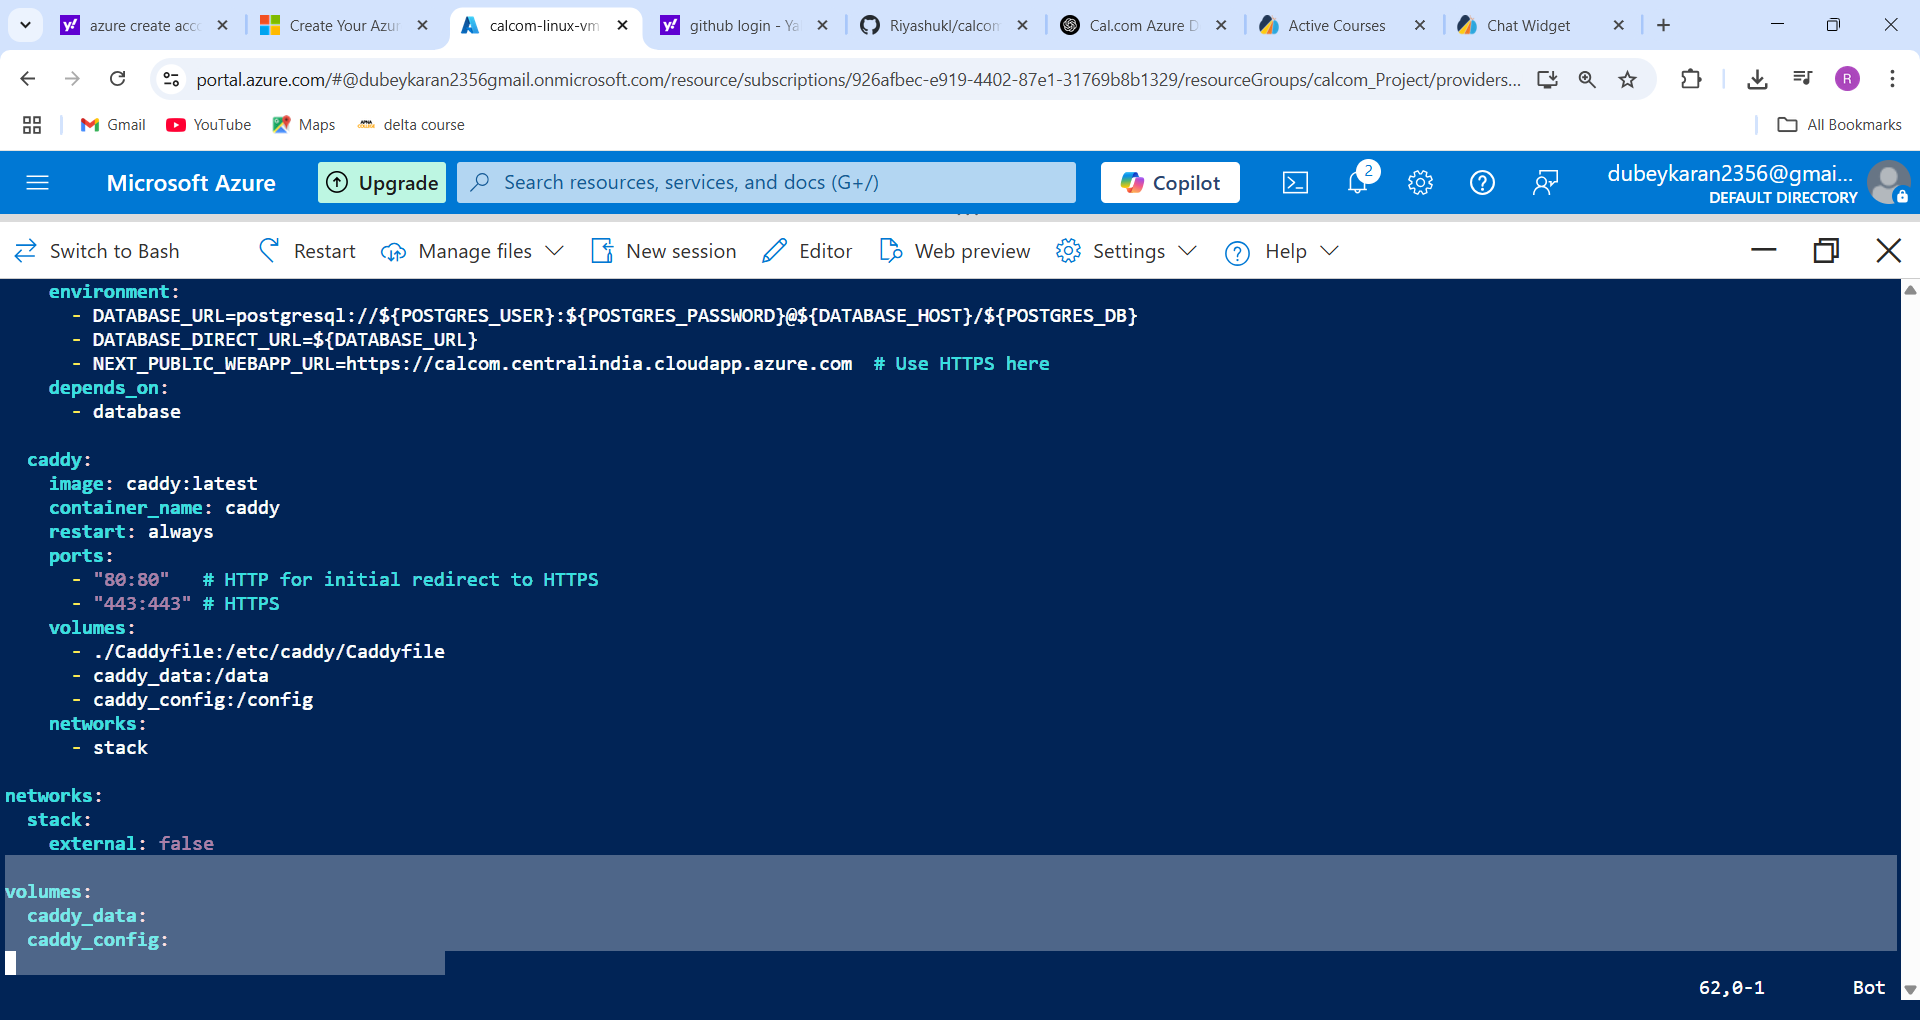 azure create acc
Create Your Azur
calcom-linux-vm
github login - Ya
Riyashukl/calcom
Cal.com Azure D
Active Courses
Chat Widget
portal.azure.com/#@dubeykaran2356gmail.onmicrosoft.com/resource/subscriptions/926afbec-e919-4402-87e1-31769b8b1329/resourceGroups/calcom_Project/providers...
R
Gmail
YouTube
Maps
delta course
All Bookmarks
Microsoft Azure
Upgrade
Search resources, services, and docs (G+/)
Copilot
2
dubeykaran2356@gmai...
DEFAULT DIRECTORY
Switch to Bash
Restart
Manage files
New session
Editor
Web preview
Settings
Help
environment:
- DATABASE_URL=postgresql://${POSTGRES_USER}:${POSTGRES_PASSWORD}@${DATABASE_HOST}/${POSTGRES_DB}
- DATABASE_DIRECT_URL=${DATABASE_URL}
- NEXT_PUBLIC_WEBAPP_URL=https://calcom.centralindia.cloudapp.azure.com  # Use HTTPS here
depends_on:
- database
caddy:
image: caddy:latest
container_name: caddy
restart: always
ports:
- "80:80"   # HTTP for initial redirect to HTTPS
- "443:443" # HTTPS
volumes:
- ./Caddyfile:/etc/caddy/Caddyfile
- caddy_data:/data
- caddy_config:/config
networks:
- stack
networks:
stack:
external: false
volumes:
caddy_data:
caddy_config:
62,0-1
Bot